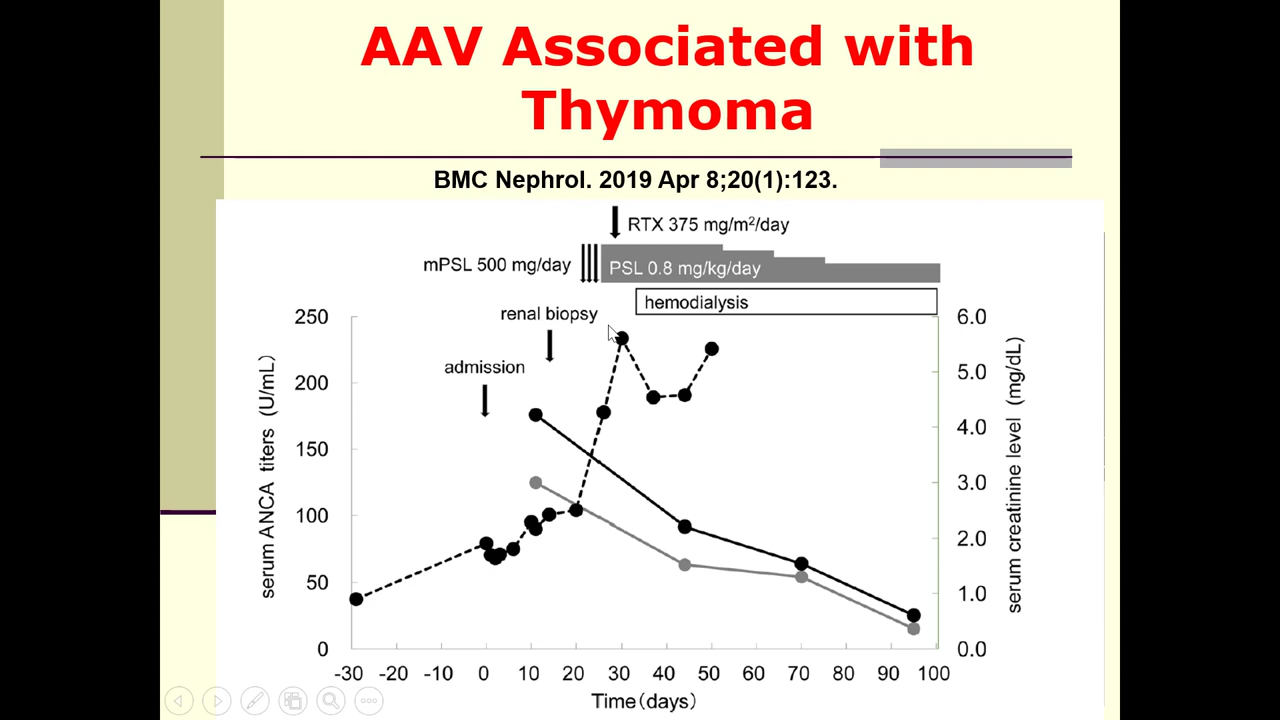 AAV Associated with
Thymoma
BMC Nephrol. 2019 Apr 8;20(1):123.
RTX 375 mg/m²/day
mPSL 500 mg/day
PSL 0.8 mg/kg/day
hemodialysis
renal biopsy
admission
250
200
150
100
50
0
serum ANCA titers (U/mL)
6.0
5.0
4.0
3.0
2.0
1.0
0.0
serum creatinine level (mg/dL)
-30 -20 -10 0 10 20 30 40 50 60 70 80 90 100
Time(days)